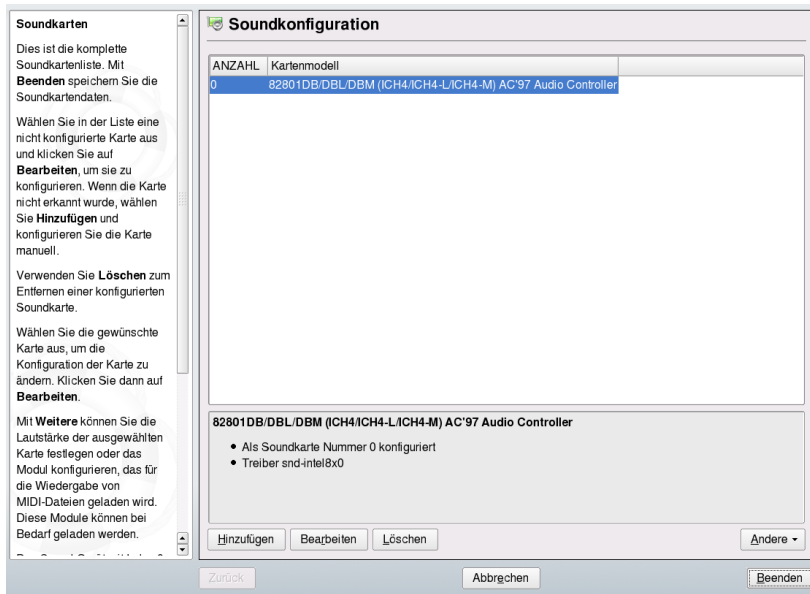 Soundkarten
Dies ist die komplette
Soundkartenliste. Mit
Beenden speichern Sie die
Soundkartendaten.
Wählen Sie in der Liste eine
nicht konfigurierte Karte aus
und klicken Sie auf
Bearbeiten, um sie zu
konfigurieren. Wenn die Karte
nicht erkannt wurde, wählen
Sie Hinzufügen und
konfigurieren Sie die Karte
manuell.
Verwenden Sie Löschen zum
Entfernen einer konfigurierten
Soundkarte.
Wählen Sie die gewünschte
Karte aus, um die
Konfiguration der Karte zu
ändern. Klicken Sie dann auf
Bearbeiten.
Mit Weitere können Sie die
Lautstärke der ausgewählten
Karte festlegen oder das
Modul konfigurieren, das für
die Wiedergabe von
MIDI-Dateien geladen wird.
Diese Module können bei
Bedarf geladen werden.
Soundkonfiguration
ANZAHL Kartenmodell
0 82801DB/DBL/DBM (ICH4/ICH4-L/ICH4-M) AC'97 Audio Controller
82801DB/DBL/DBM (ICH4/ICH4-L/ICH4-M) AC'97 Audio Controller
Als Soundkarte Nummer 0 konfiguriert
Treiber snd-intel8x0
Hinzufügen Bearbeiten Löschen Andere
Zurück Abbrechen Beenden